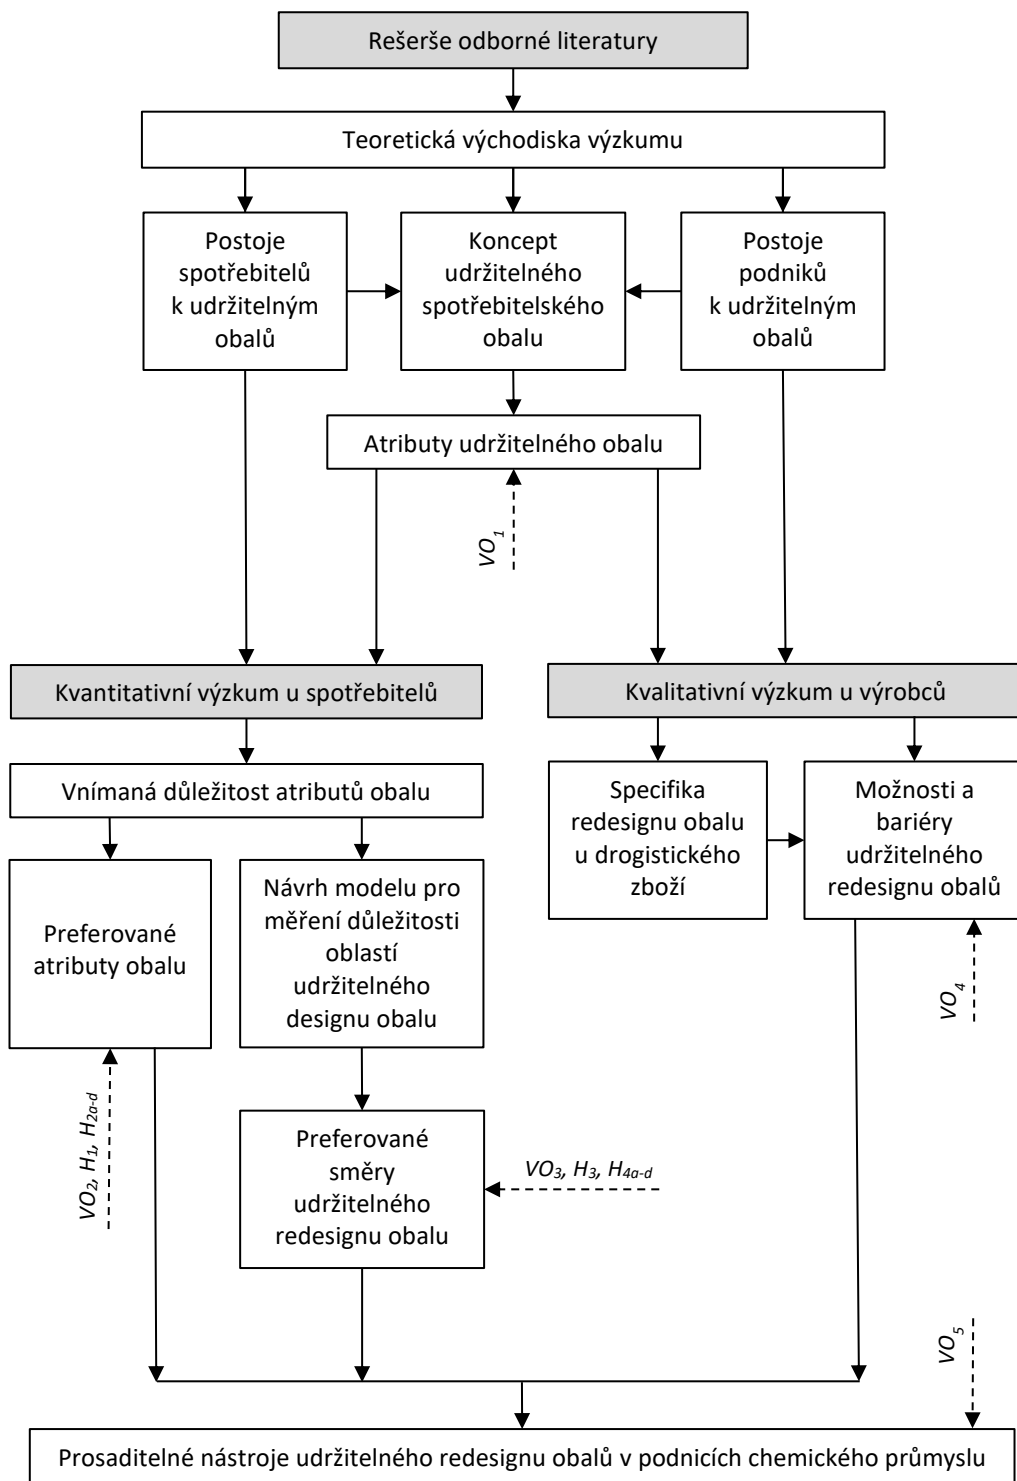 Rešerše odborné literatury
Teoretická východiska výzkumu
Postoje
spotřebitelů
k udržitelným
obalů
Koncept
udržitelného
spotřebitelského
obalu
Postoje
podniků
k udržitelným
obalů
Atributy udržitelného obalu
VO1
Kvantitativní výzkum u spotřebitelů
Kvalitativní výzkum u výrobců
Vnímaná důležitost atributů obalu
Specifika
redesignu obalu
u drogistického
zboží
Možnosti a
bariéry
udržitelného
redesignu obalů
Preferované
atributy obalu
Návrh modelu pro
měření důležitosti
oblastí
udržitelného
designu obalu
VO4
VO2, H1, H2a-d
Preferované
směry
udržitelného
redesignu obalu
VO3, H3, H4a-d
VO5
Prosaditelné nástroje udržitelného redesignu obalů v podnicích chemického průmyslu